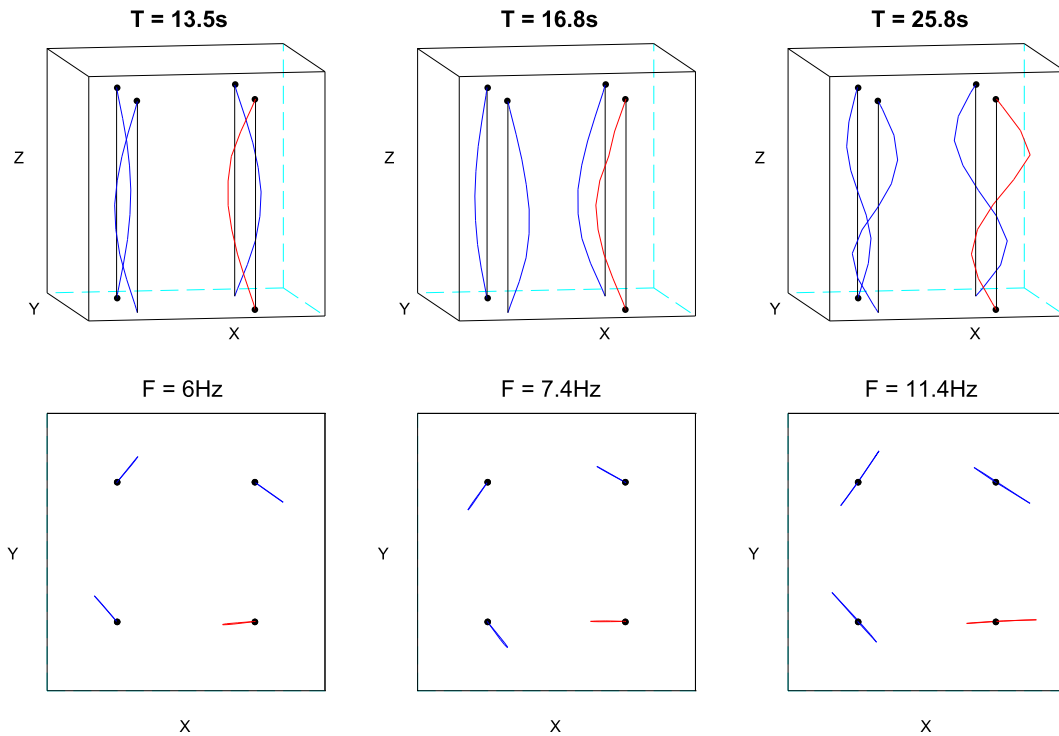 T = 13.5s
T = 16.8s
T = 25.8s
Z
Z
Z
Y
Y
Y
X
X
X
F = 6Hz
F = 7.4Hz
F = 11.4Hz
Y
Y
Y
X
X
X